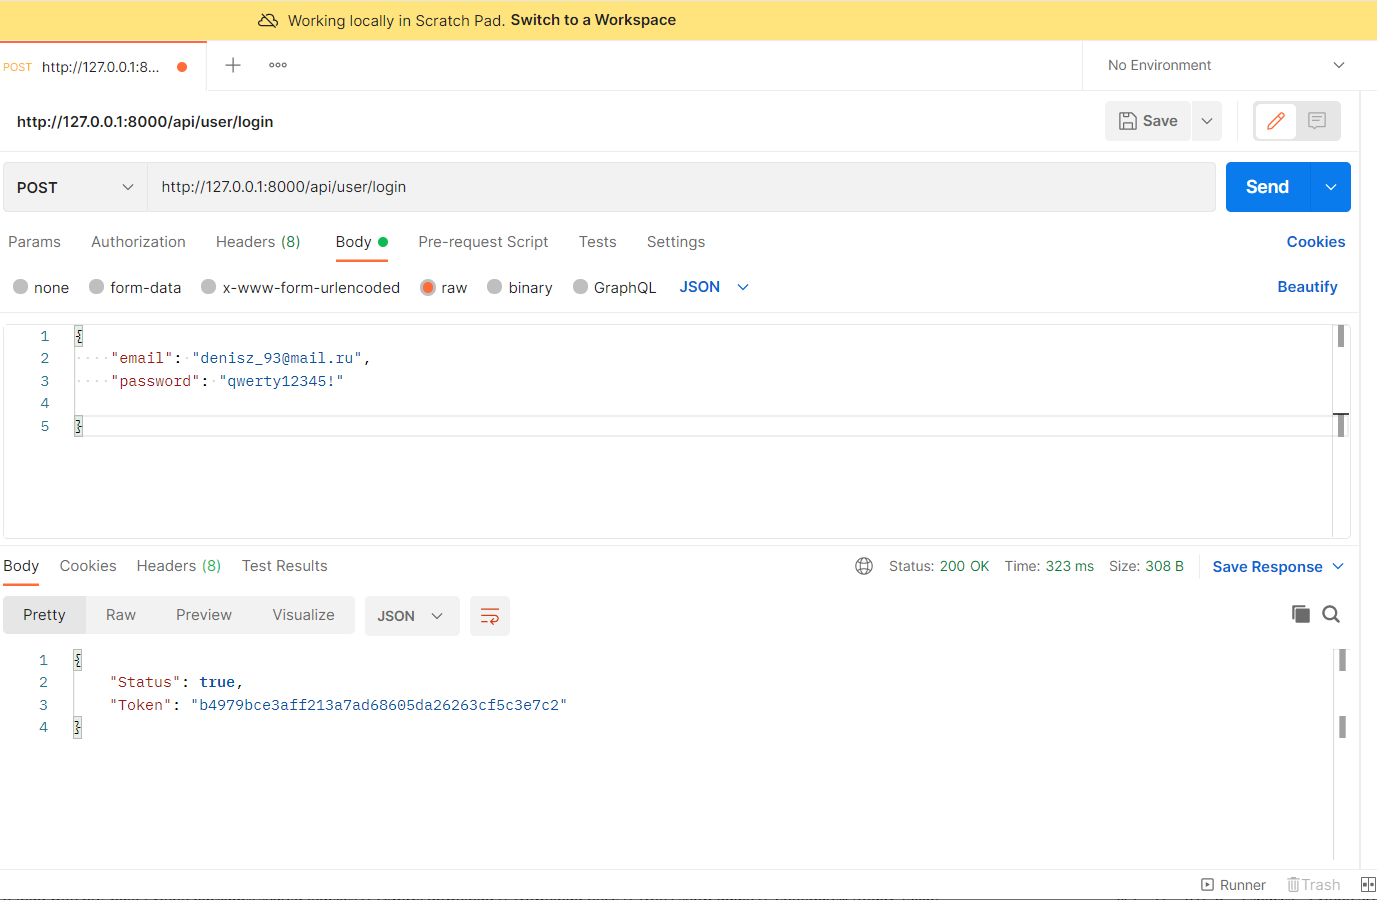 Working locally in Scratch Pad. Switch to a Workspace
POST http://127.0.0.1:8...
No Environment
http://127.0.0.1:8000/api/user/login
Save
POST http://127.0.0.1:8000/api/user/login
Send
Params Authorization Headers (8) Body Pre-request Script Tests Settings Cookies
none form-data x-www-form-urlencoded raw binary GraphQL JSON Beautify
1 {
2 "email": "denisz_93@mail.ru",
3 "password": "qwerty12345!"
4
5 }
Body Cookies Headers (8) Test Results Status: 200 OK Time: 323 ms Size: 308 B Save Response
Pretty Raw Preview Visualize JSON
1 {
2 "Status": true,
3 "Token": "b4979bce3aff213a7ad68605da26263cf5c3e7c2"
4 }
Runner Trash